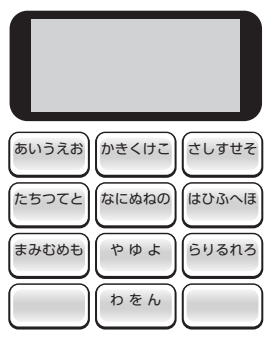 あいうえお かきくけこ さしすせそ
たちつてと なにぬねの はひふへほ
まみむめも や ゆ よ らりるれろ
わ を ん